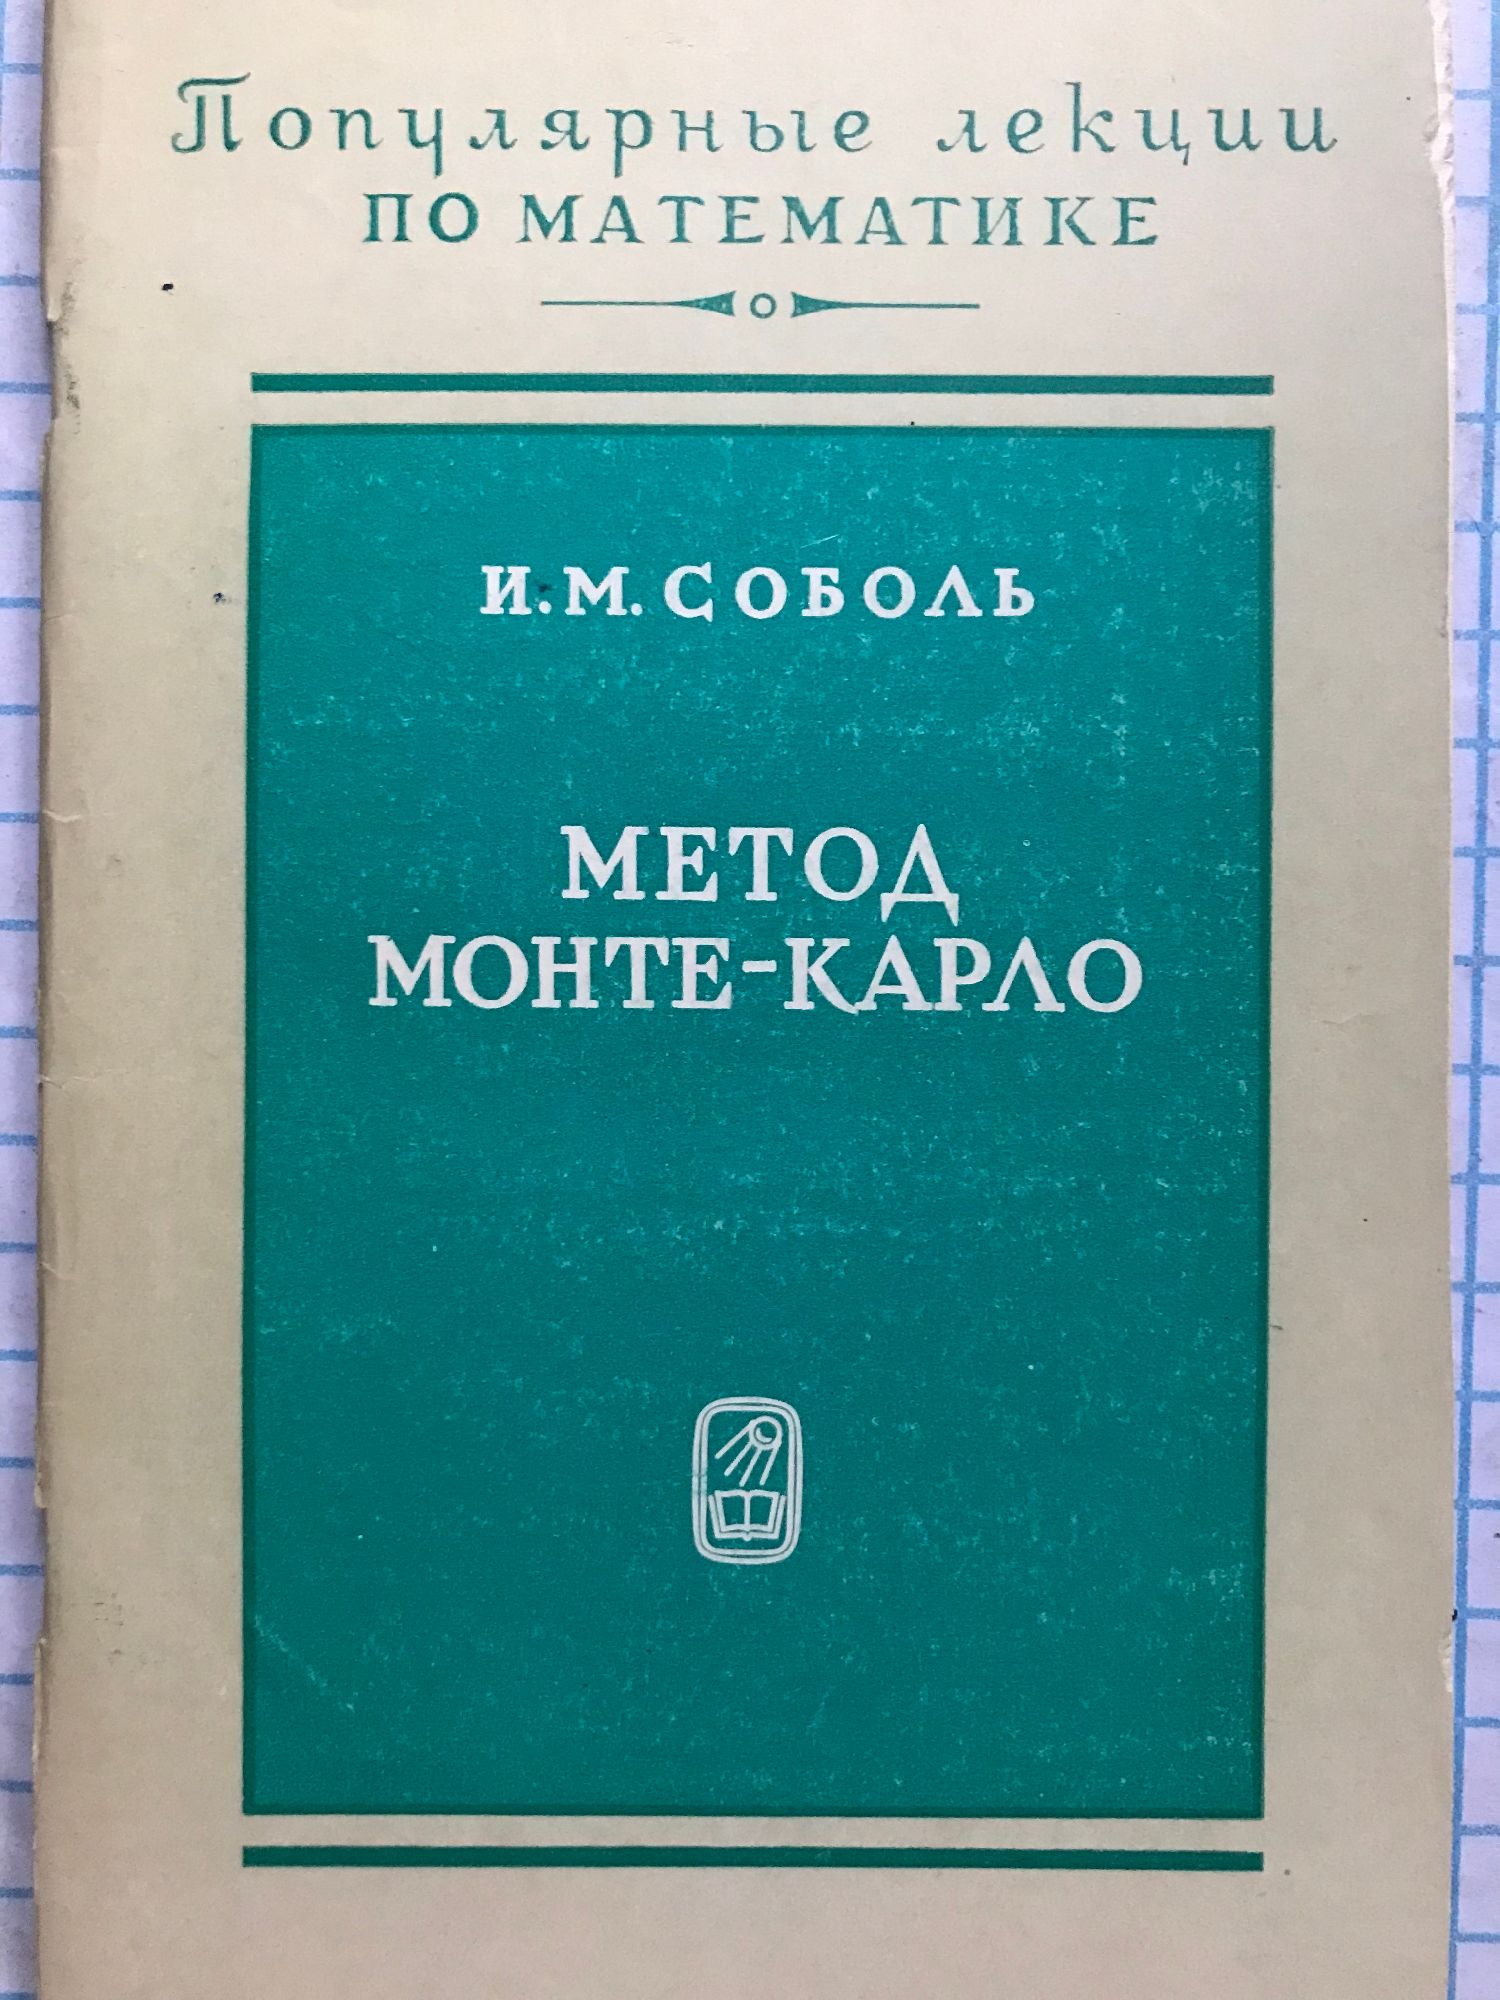 Популярные лекции
ПО МАТЕМАТИКЕ
И. М. СОБОЛЬ
МЕТОД
МОНТЕ-КАРЛО